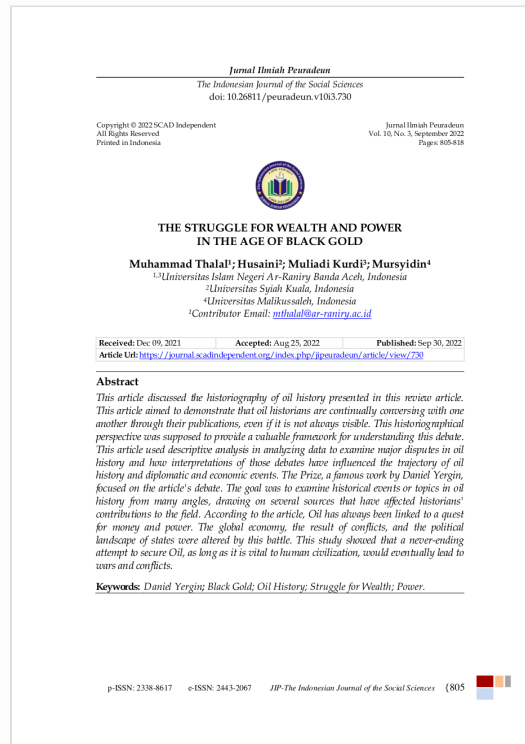 Jurnal Ilmiah Peuradeun
The Indonesian Journal of the Social Sciences
doi: 10.26811/peuradeun.v10i3.730
Copyright © 2022 SCAD Independent
All Rights Reserved
Printed in Indonesia
Jurnal Ilmiah Peuradeun
Vol. 10, No. 3, September 2022
Pages: 805-818
THE STRUGGLE FOR WEALTH AND POWER
IN THE AGE OF BLACK GOLD
Muhammad Thalal¹; Husaini²; Muliadi Kurdi³; Mursyidin⁴
¹,³Universitas Islam Negeri Ar-Raniry Banda Aceh, Indonesia
²Universitas Syiah Kuala, Indonesia
⁴Universitas Malikussaleh, Indonesia
¹Contributor Email: mthalal@ar-raniry.ac.id
Received: Dec 09, 2021 Accepted: Aug 25, 2022 Published: Sep 30, 2022
Article Url: https://journal.scadindependent.org/index.php/jipeuradeun/article/view/730
Abstract
This article discussed the historiography of oil history presented in this review article.
This article aimed to demonstrate that oil historians are continually conversing with one
another through their publications, even if it is not always visible. This historiographical
perspective was supposed to provide a valuable framework for understanding this debate.
This article used descriptive analysis in analyzing data to examine major disputes in oil
history and how interpretations of those debates have influenced the trajectory of oil
history and diplomatic and economic events. The Prize, a famous work by Daniel Yergin,
focused on the article's debate. The goal was to examine historical events or topics in oil
history from many angles, drawing on several sources that have affected historians'
contributions to the field. According to the article, Oil has always been linked to a quest
for money and power. The global economy, the result of conflicts, and the political
landscape of states were altered by this battle. This study showed that a never-ending
attempt to secure Oil, as long as it is vital to human civilization, would eventually lead to
wars and conflicts.
Keywords: Daniel Yergin; Black Gold; Oil History; Struggle for Wealth; Power.
p-ISSN: 2338-8617 e-ISSN: 2443-2067 JIP-The Indonesian Journal of the Social Sciences {805